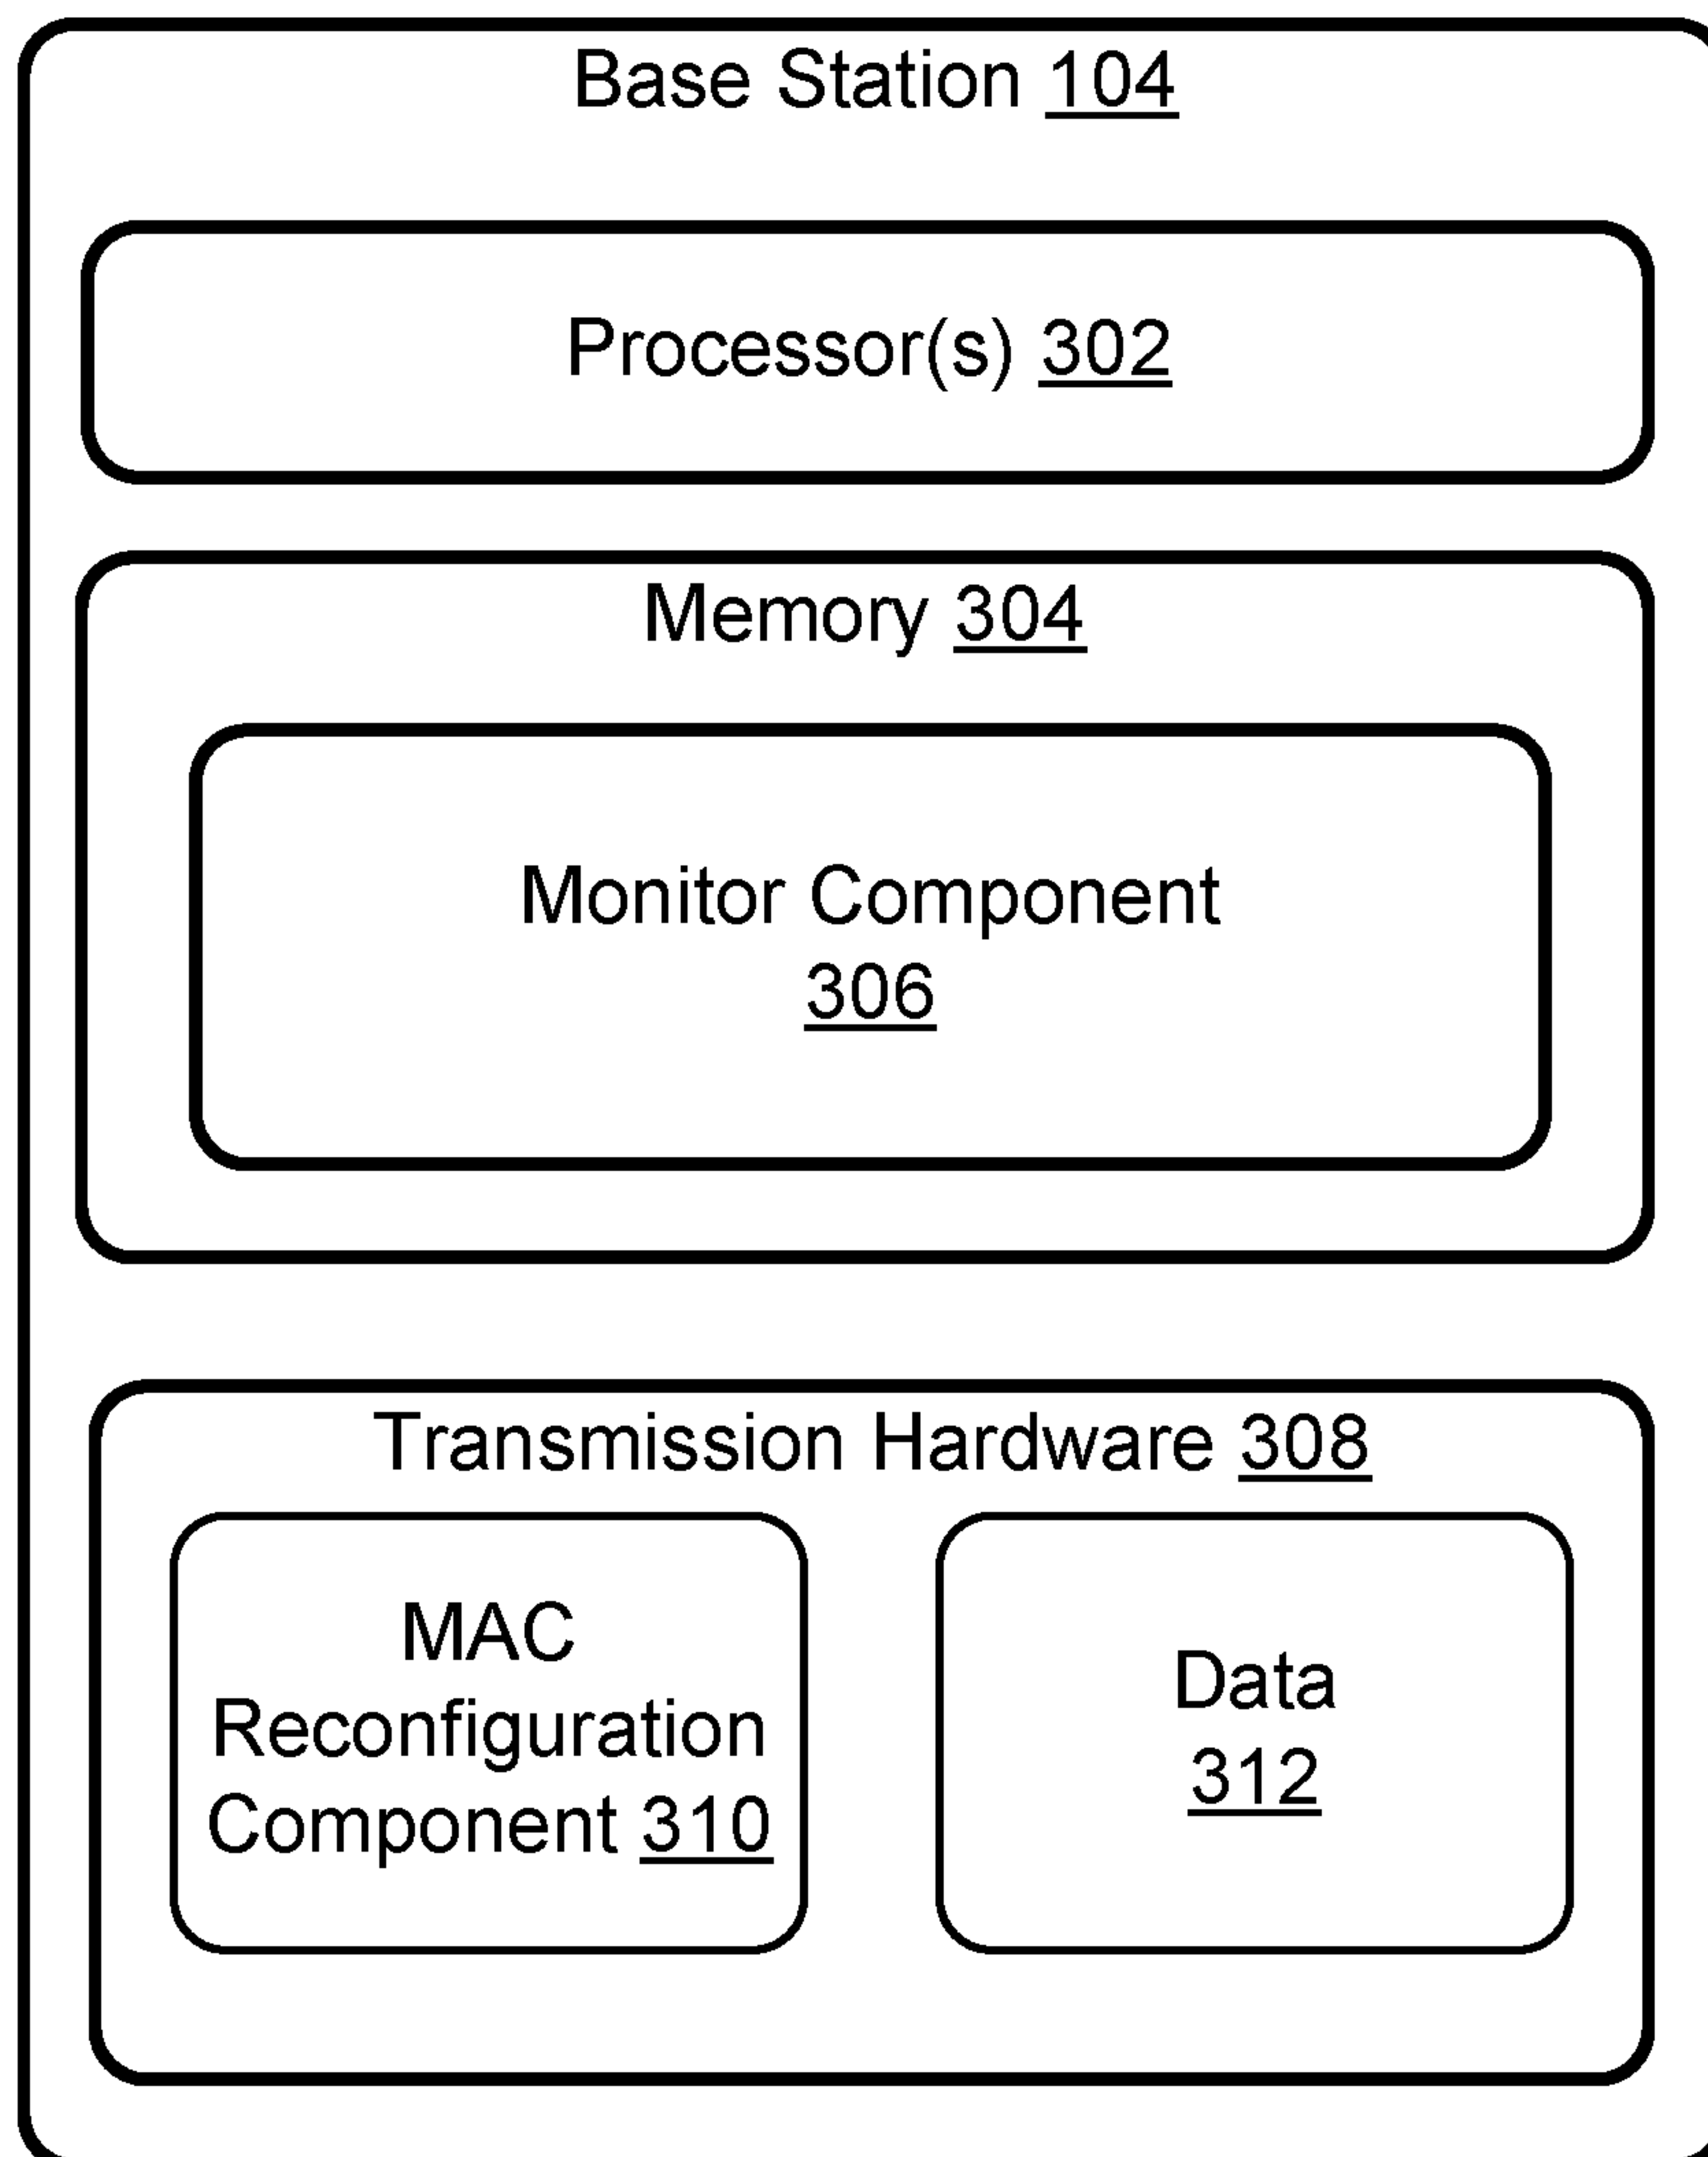 Base Station 104
Processor(s) 302
Memory 304
Monitor Component
306
Transmission Hardware 308
MAC
Reconfiguration
Component 310
Data
312